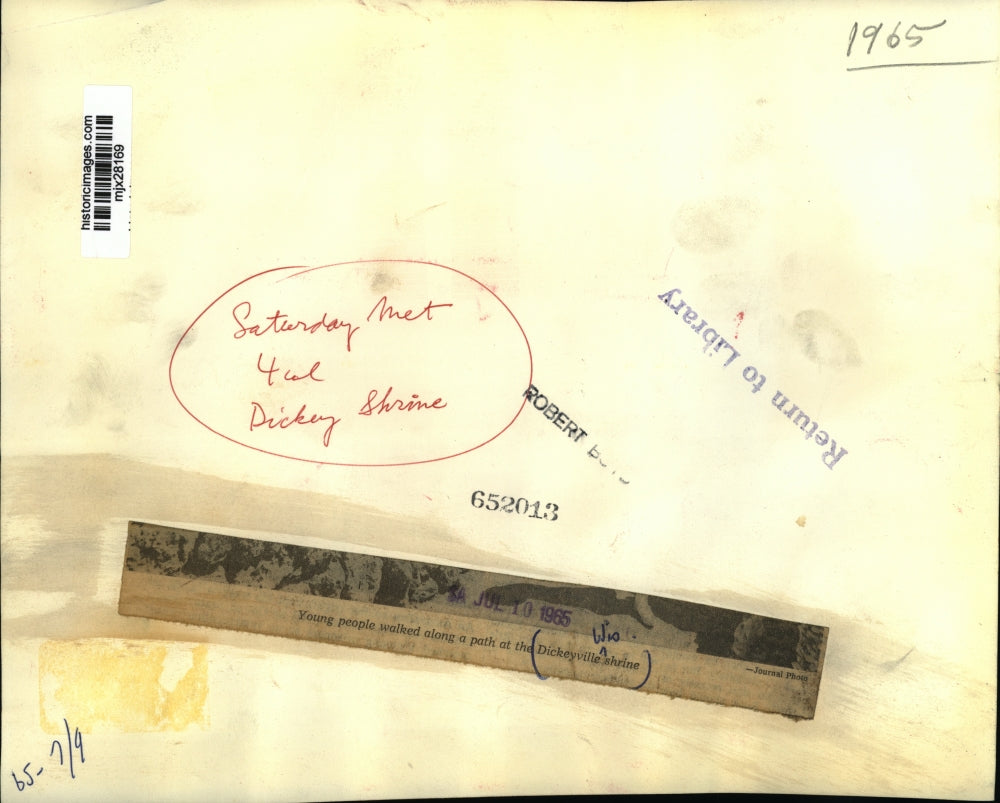 1965
historicimages.com
mjx28169
Saturday Met
4 col
Dickey Shrine
Return to Library
ROBERT
652013
SA JUL 10 1965
Young people walked along a path at the (Dickeyville Wis. shrine)
—Journal Photo
65- 7/9